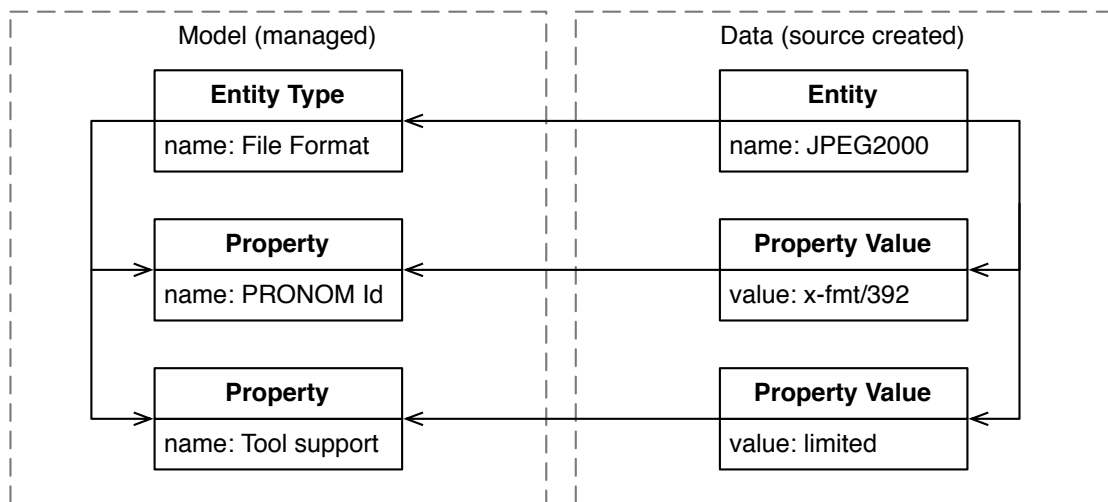 Model (managed)
Entity Type
name: File Format
Property
name: PRONOM Id
Property
name: Tool support
Data (source created)
Entity
name: JPEG2000
Property Value
value: x-fmt/392
Property Value
value: limited